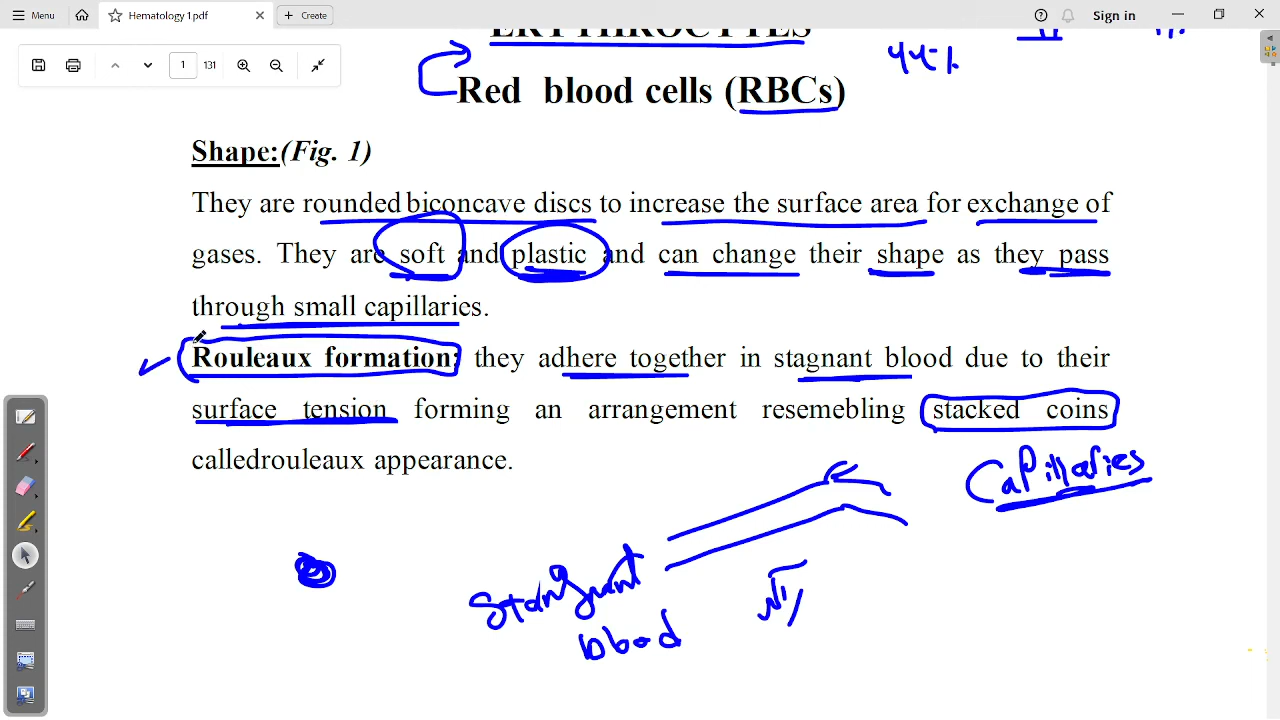 Menu
Hematology 1.pdf
Create
Sign in
ERYTHROCYTES
44%
1
Red blood cells (RBCs)
Shape:(Fig. 1)
They are rounded biconcave discs to increase the surface area for exchange of
gases. They are soft and plastic and can change their shape as they pass
through small capillaries.
Rouleaux formation: they adhere together in stagnant blood due to their
surface tension forming an arrangement resemebling stacked coins
calledrouleaux appearance.
Capillaries
Stangnant
blood